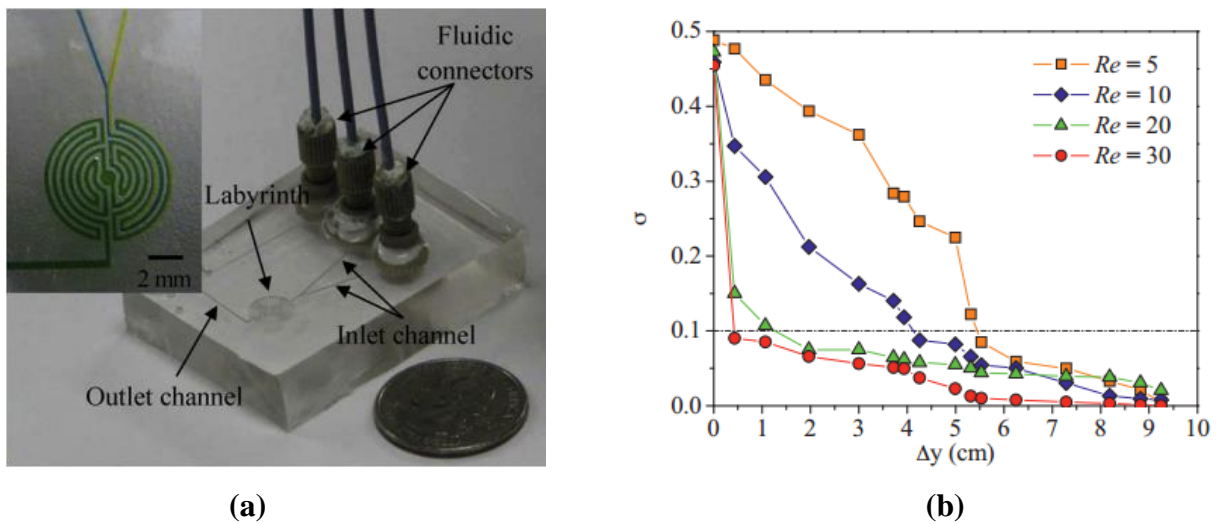 Fluidic
connectors
Labyrinth
2 mm
Inlet channel
Outlet channel
(a)
0.5
0.4
0.3
0.2
0.1
0.0
σ
Re = 5
Re = 10
Re = 20
Re = 30
0 1 2 3 4 5 6 7 8 9 10
Δy (cm)
(b)